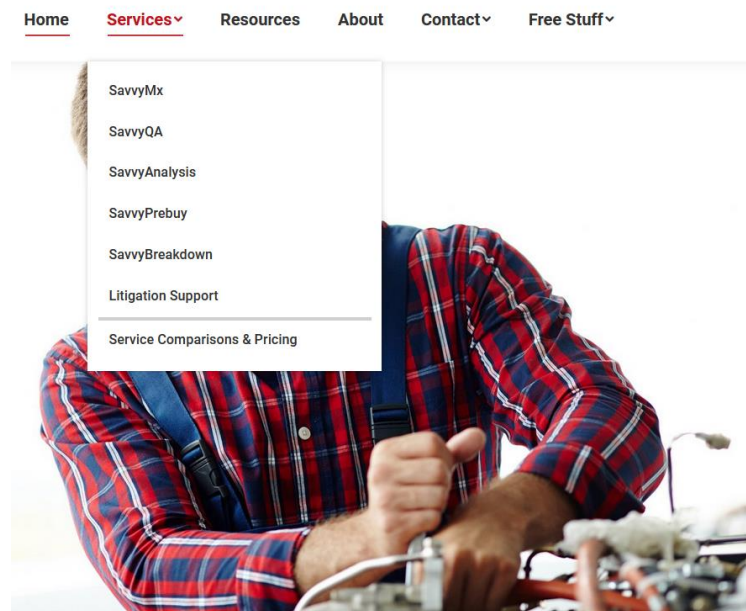 Home Services Resources About Contact Free Stuff
SavvyMx
SavvyQA
SavvyAnalysis
SavvyPrebuy
SavvyBreakdown
Litigation Support
Service Comparisons & Pricing